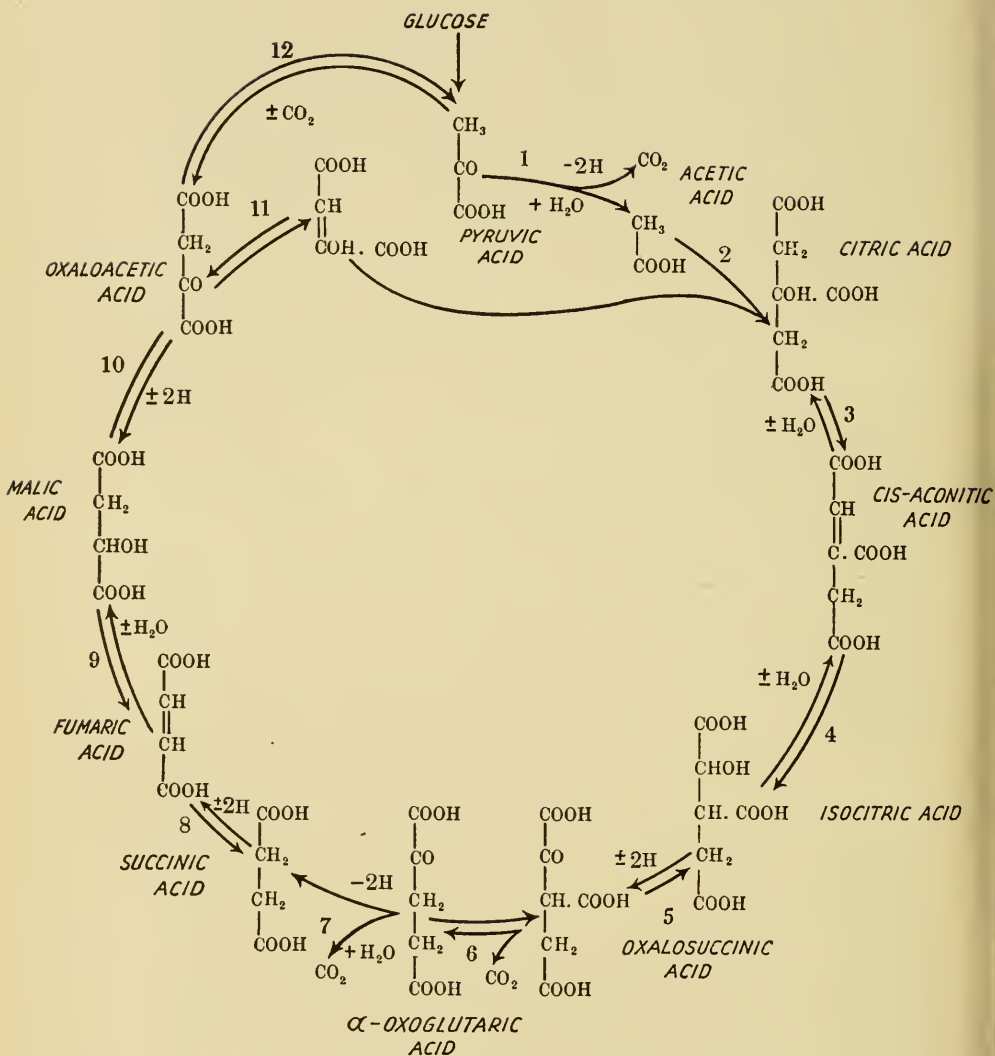 GLUCOSE
12
±CO₂
CH₃
CO
COOH
PYRUVIC
ACID
1
-2H
+ H₂O
CO₂
ACETIC
ACID
CH₃
COOH
2
COOH
CH₂
COH. COOH
CH₂
COOH
CITRIC ACID
COOH
CH
COH. COOH
11
COOH
CH₂
CO
COOH
OXALOACETIC
ACID
10
±2H
3
±H₂O
COOH
CH
C. COOH
CH₂
COOH
CIS-ACONITIC
ACID
COOH
CH₂
CHOH
COOH
MALIC
ACID
±H₂O
9
±H₂O
4
COOH
CH
CH
COOH
FUMARIC
ACID
COOH
CHOH
CH. COOH
CH₂
COOH
ISOCITRIC ACID
±2H
8
COOH
CH₂
CH₂
COOH
SUCCINIC
ACID
-2H
7
+H₂O
CO₂
COOH
CO
CH₂
CH₂
COOH
α-OXOGLUTARIC
ACID
6
CO₂
COOH
CO
CH. COOH
CH₂
COOH
±2H
5
OXALOSUCCINIC
ACID